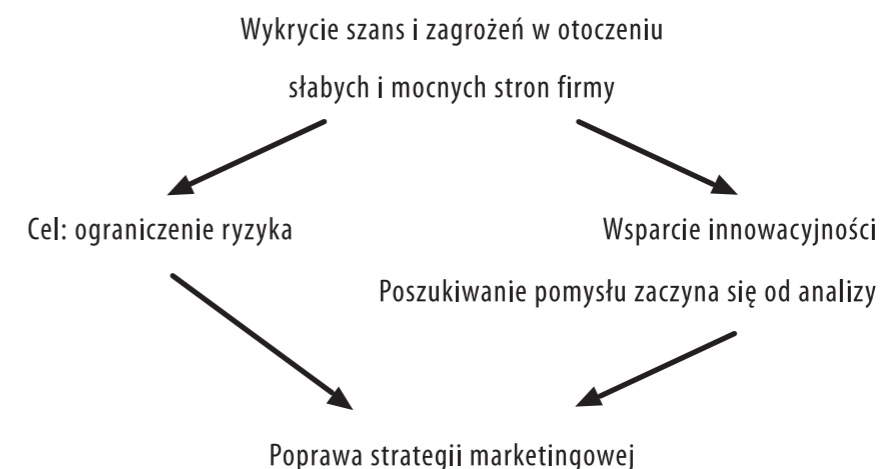 Wykrycie szans i zagrożeń w otoczeniu
słabych i mocnych stron firmy
Cel: ograniczenie ryzyka
Wsparcie innowacyjności
Poszukiwanie pomysłu zaczyna się od analizy
Poprawa strategii marketingowej